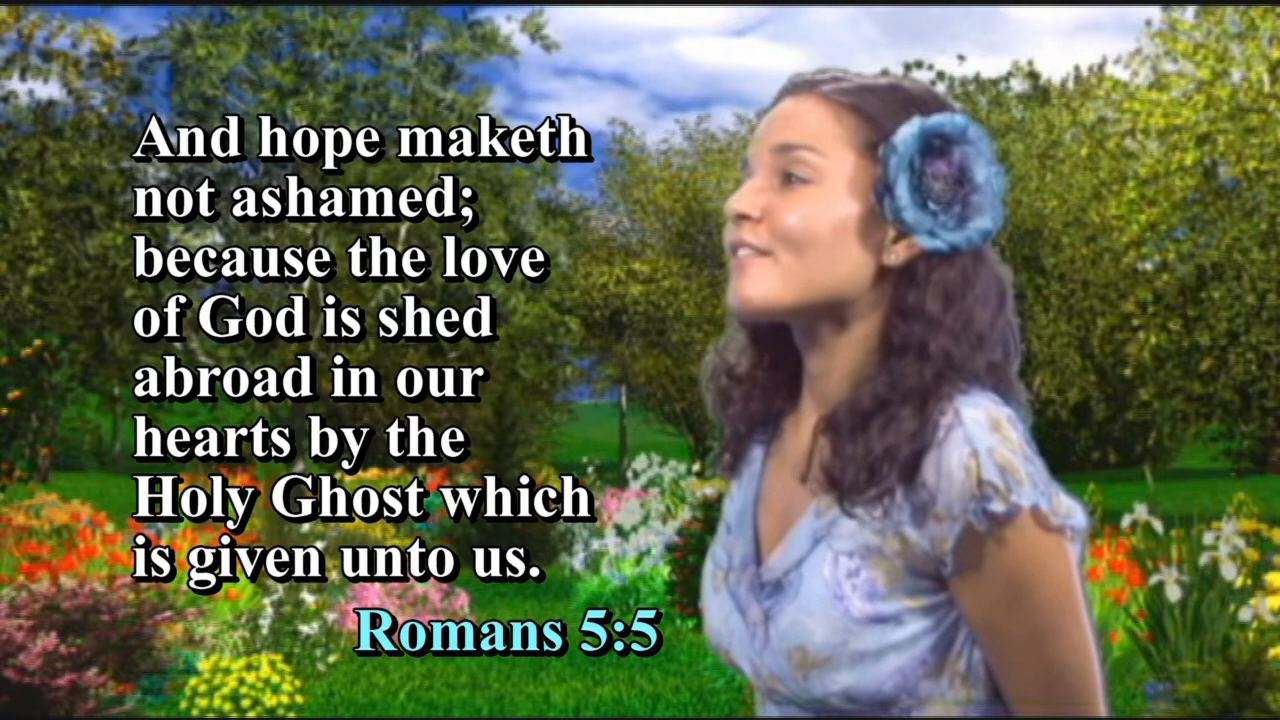 And hope maketh
not ashamed;
because the love
of God is shed
abroad in our
hearts by the
Holy Ghost which
is given unto us.
Romans 5:5